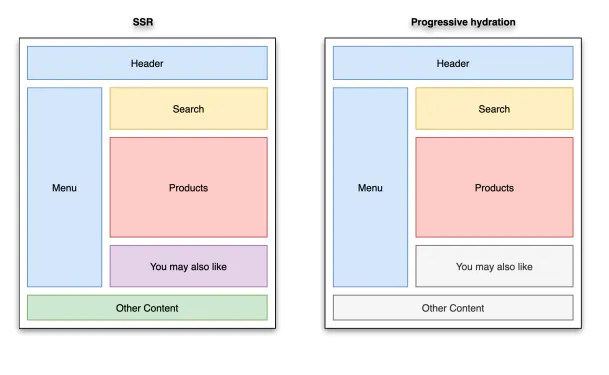 SSR
Progressive hydration
Header
Search
Menu
Products
You may also like
Other Content
Header
Search
Menu
Products
You may also like
Other Content